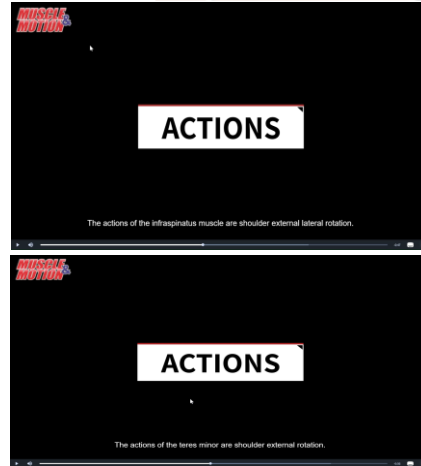 MUSCLE &
MOTION
ACTIONS
The actions of the infraspinatus muscle are shoulder external lateral rotation.
MUSCLE &
MOTION
ACTIONS
The actions of the teres minor are shoulder external rotation.